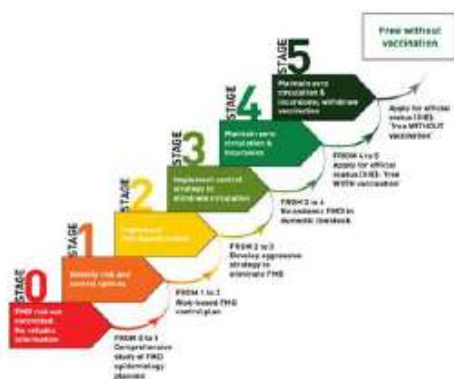 Free without
vaccination
STAGE
5
Maintain zero
circulation &
incursions; withdraw
vaccination
Apply for official
status (OIE):
'Free WITHOUT
vaccination'
STAGE
4
Maintain zero
circulation &
incursions
FROM 4 to 5
Apply for official
status (OIE): 'Free
WITH vaccination'
STAGE
3
Implement control
strategy to
eliminate circulation
FROM 3 to 4
No endemic FMD in
domestic livestock
STAGE
2
Implement
FROM 2 to 3
Develop aggressive
strategy to
eliminate FMD
STAGE
1
Identify risk and
control options
FROM 1 to 2
Risk-based FMD
control plan
STAGE
0
FMD risk not
controlled.
No reliable
information
FROM 0 to 1
Comprehensive
study of FMD
epidemiology
planned